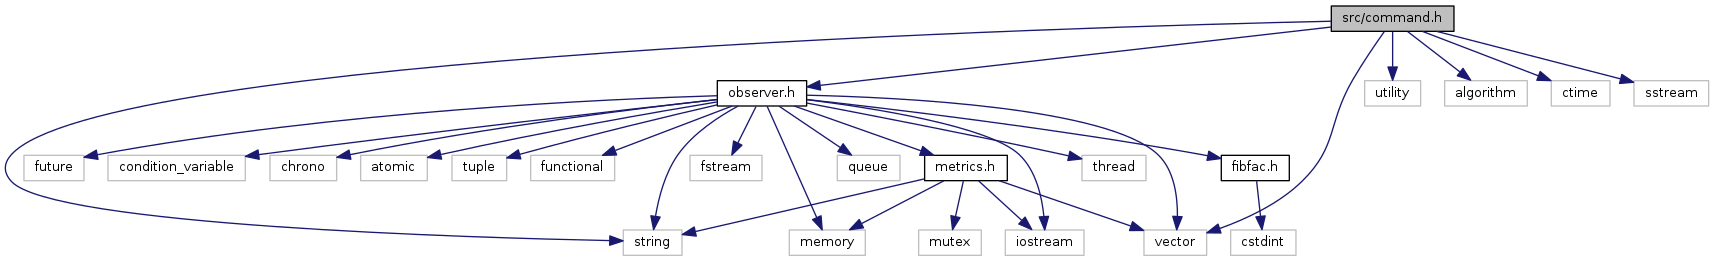 src/command.h
observer.h
utility
algorithm
ctime
sstream
future
condition_variable
chrono
atomic
tuple
functional
fstream
queue
metrics.h
thread
fibfac.h
string
memory
mutex
iostream
vector
cstdint